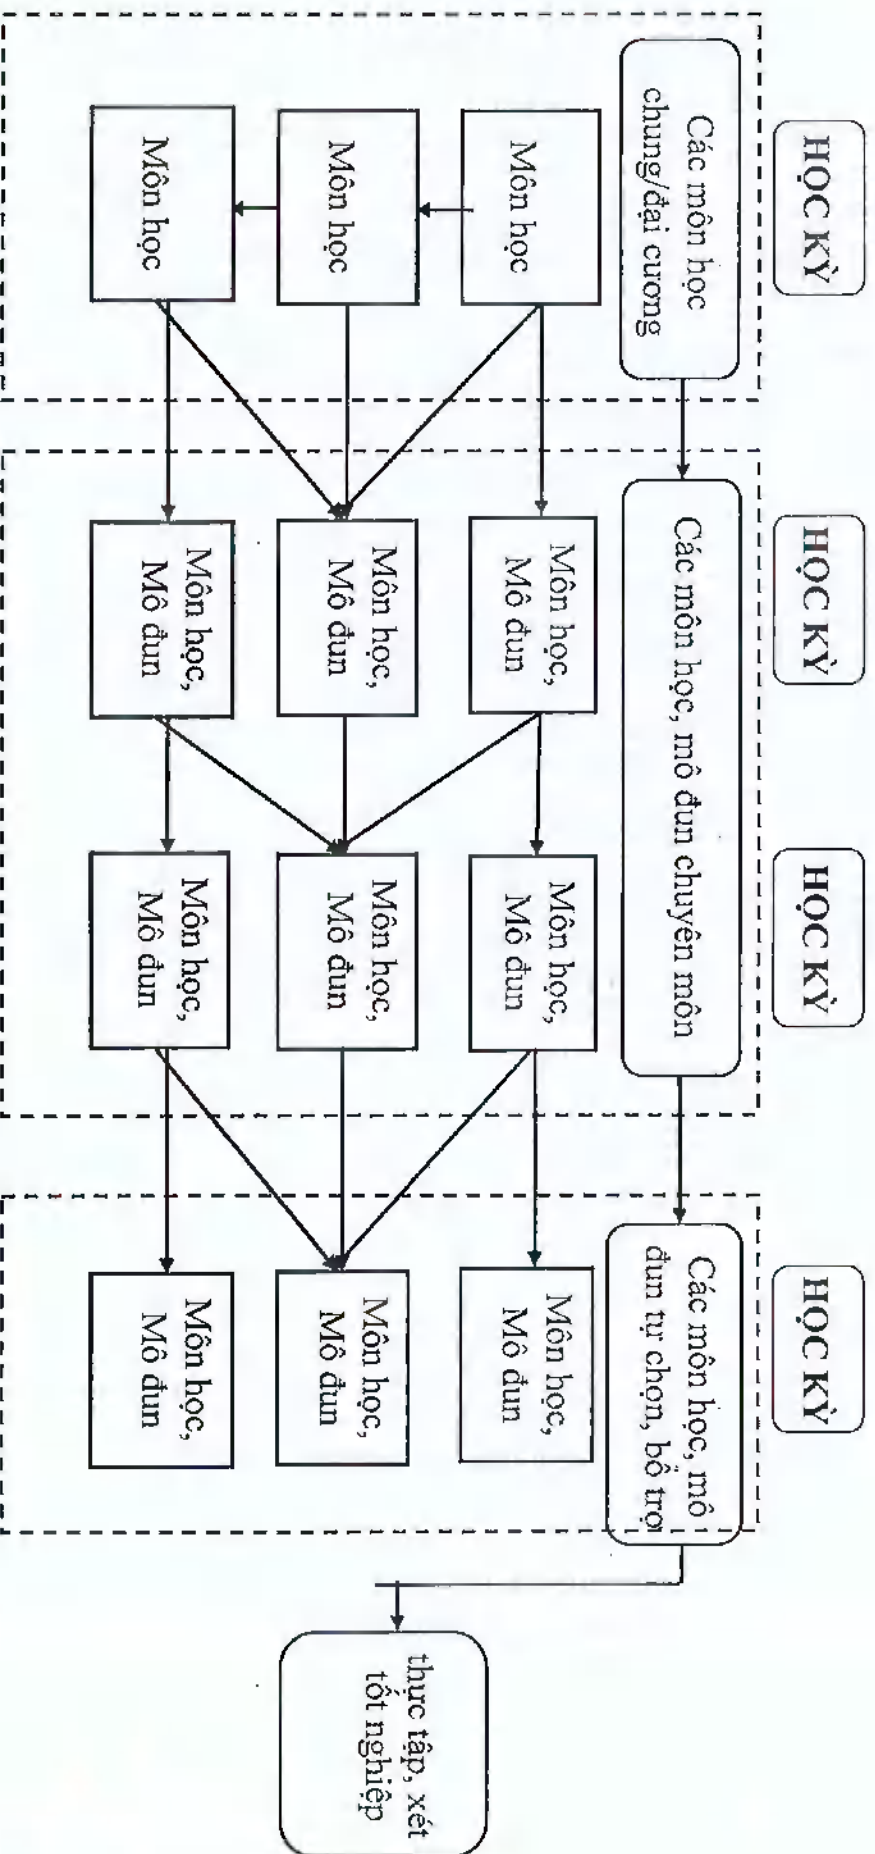 HỌC KỲ
HỌC KỲ
HỌC KỲ
HỌC KỲ
Các môn học
chung/đại cương
Các môn học, mô đun chuyên môn
Các môn học, mô
đun tự chọn, bổ trợ
Môn học
Môn học,
Mô đun
Môn học,
Mô đun
Môn học,
Mô đun
Môn học
Môn học,
Mô đun
Môn học,
Mô đun
Môn học,
Mô đun
thực tập, xét
tốt nghiệp
Môn học
Môn học,
Mô đun
Môn học,
Mô đun
Môn học,
Mô đun